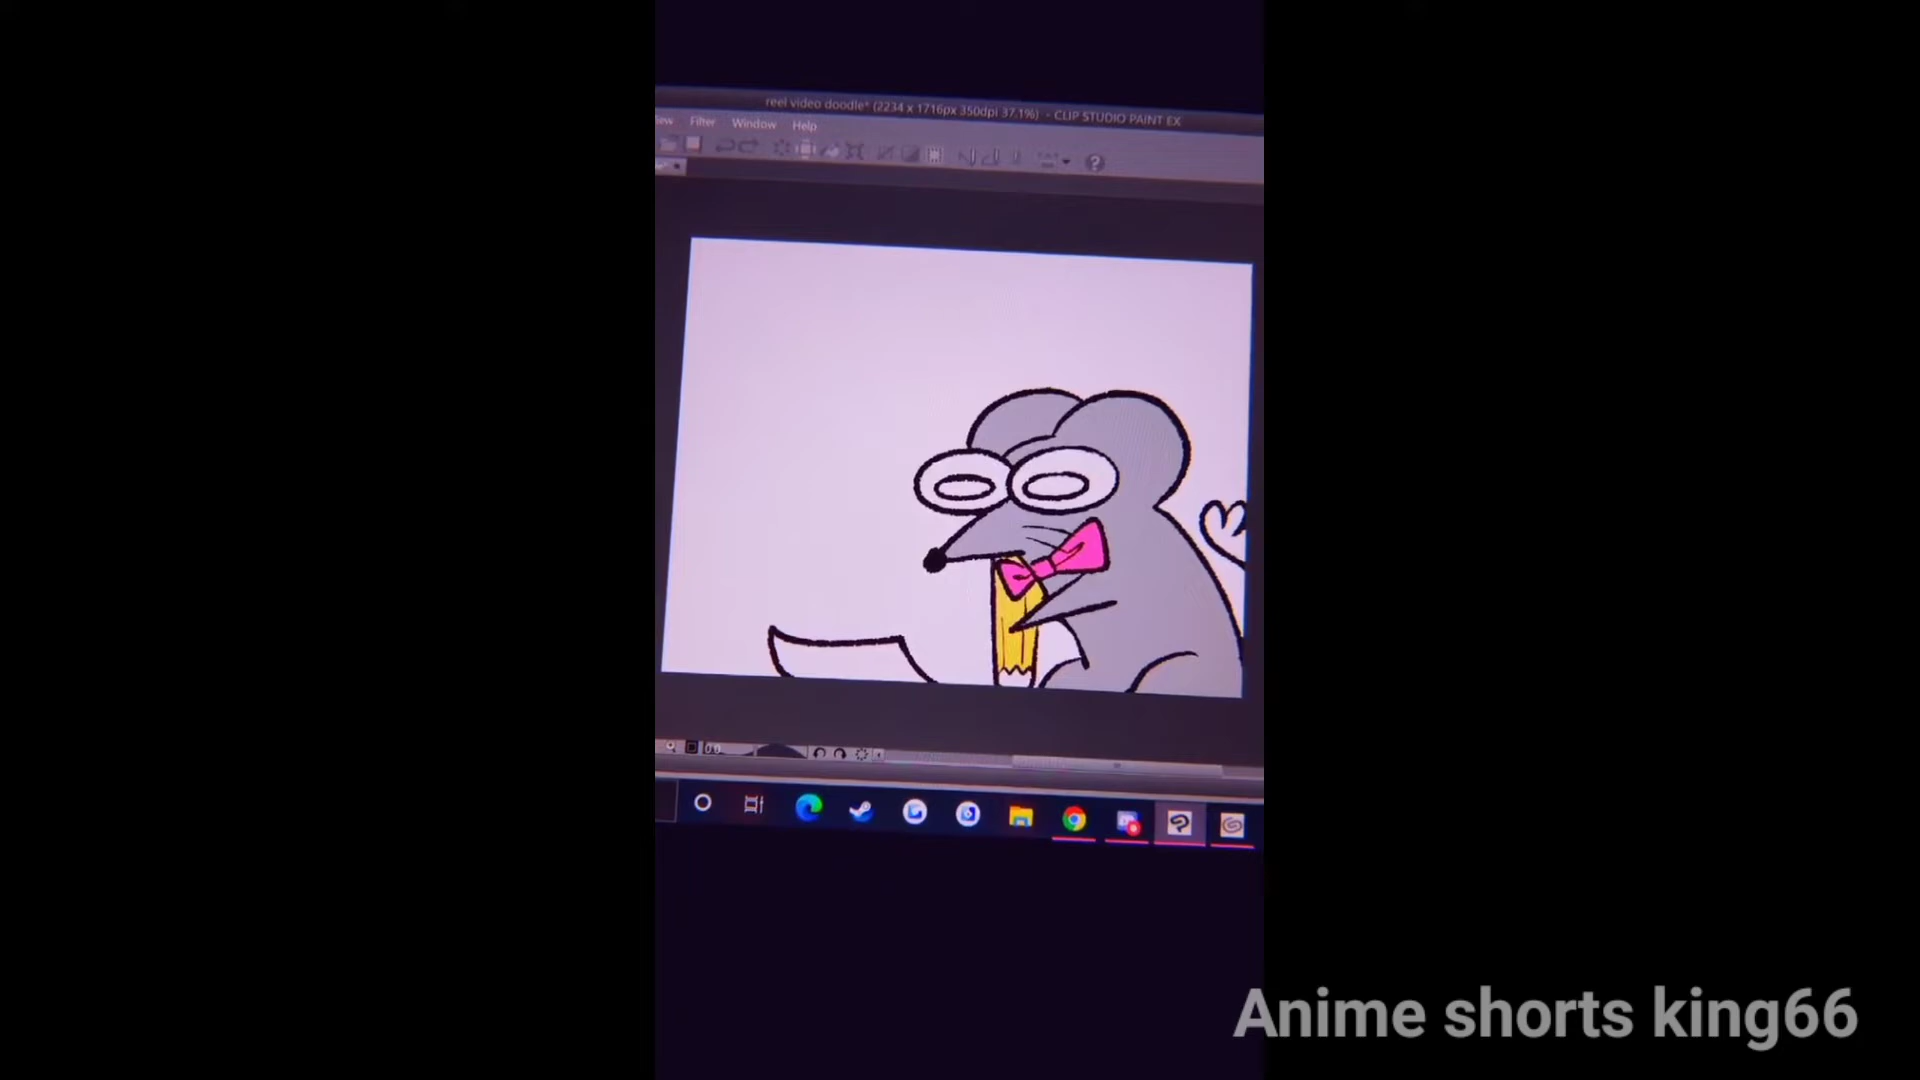 reel video doodle* (2234 x 1716px 350dpi 37.1%) - CLIP STUDIO PAINT EX
Filter Window Help
Anime shorts king66